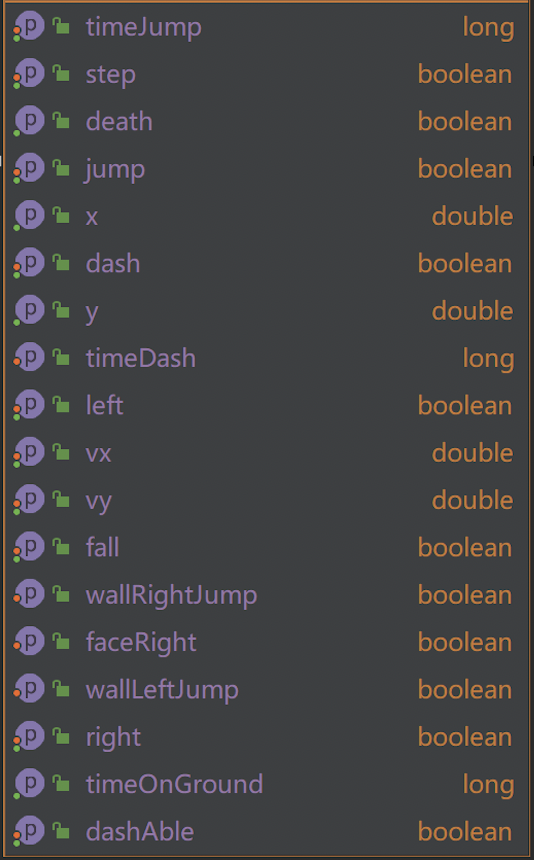 p timeJump long
p step boolean
p death boolean
p jump boolean
p x double
p dash boolean
p y double
p timeDash long
p left boolean
p vx double
p vy double
p fall boolean
p wallRightJump boolean
p faceRight boolean
p wallLeftJump boolean
p right boolean
p timeOnGround long
p dashAble boolean